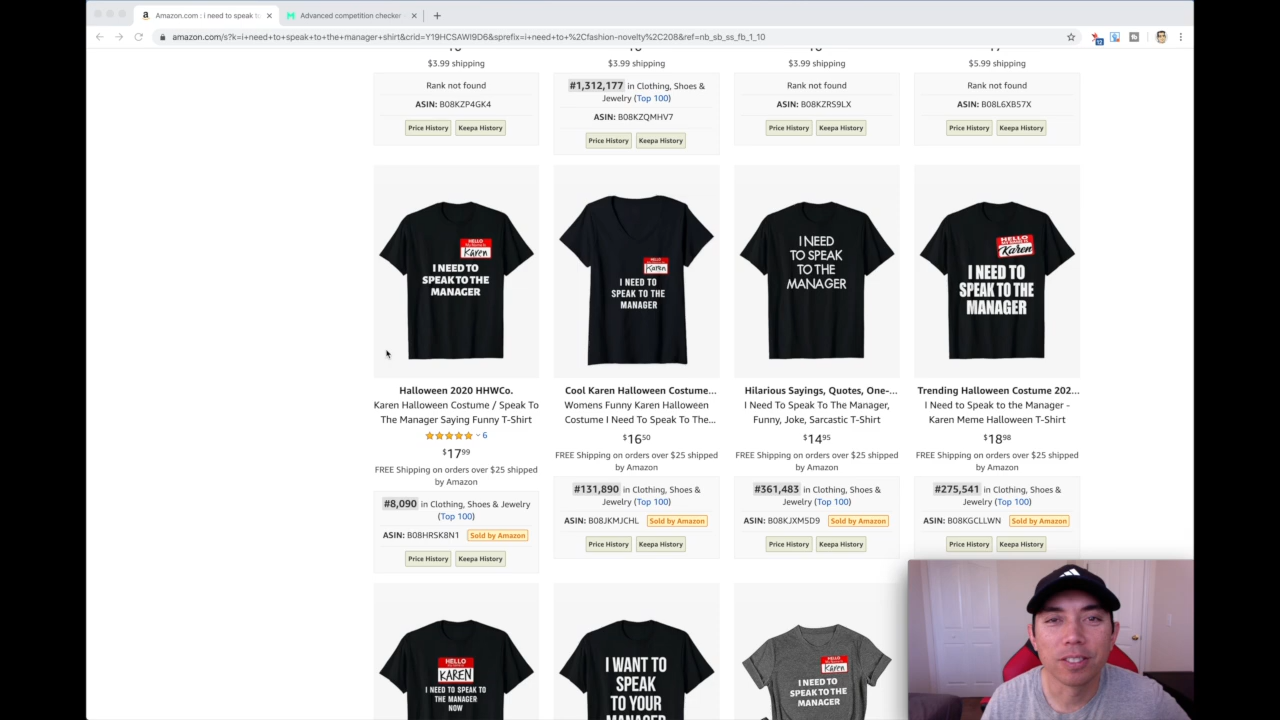 Amazon.com : i need to speak to
Advanced competition checker
amazon.com/s?k=i+need+to+speak+to+the+manager+shirt&crid=Y19HCSAWI9D6&sprefix=i+need+to+%2Cfashion-novelty%2C208&ref=nb_sb_ss_fb_1_10
12
$3.99 shipping
$3.99 shipping
$3.99 shipping
$5.99 shipping
Rank not found
#1,312,177 in Clothing, Shoes &
Jewelry (Top 100)
Rank not found
Rank not found
ASIN: B08KZP4GK4
ASIN: B08KZQMHV7
ASIN: B08KZRS9LX
ASIN: B08L6XB57X
Price History Keepa History
Price History Keepa History
Price History Keepa History
Price History Keepa History
HELLO
My Name is
Karen
I NEED TO
SPEAK TO THE
MANAGER
HELLO
Karen
I NEED TO
SPEAK TO THE
MANAGER
I NEED
TO SPEAK
TO THE
MANAGER
HELLO
Karen
I NEED TO
SPEAK TO THE
MANAGER
Halloween 2020 HHWCo.
Karen Halloween Costume / Speak To
The Manager Saying Funny T-Shirt
6
$17.99
FREE Shipping on orders over $25 shipped
by Amazon
#8,090 in Clothing, Shoes & Jewelry
(Top 100)
ASIN: B08HRSK8N1 Sold by Amazon
Price History Keepa History
Cool Karen Halloween Costume...
Womens Funny Karen Halloween
Costume I Need To Speak To The...
$16.50
FREE Shipping on orders over $25 shipped
by Amazon
#131,890 in Clothing, Shoes &
Jewelry (Top 100)
ASIN: B08JKMJCHL Sold by Amazon
Price History Keepa History
Hilarious Sayings, Quotes, One-...
I Need To Speak To The Manager,
Funny, Joke, Sarcastic T-Shirt
$14.95
FREE Shipping on orders over $25 shipped
by Amazon
#361,483 in Clothing, Shoes &
Jewelry (Top 100)
ASIN: B08KJXM5D9 Sold by Amazon
Price History Keepa History
Trending Halloween Costume 202...
I Need to Speak to the Manager -
Karen Meme Halloween T-Shirt
$18.98
FREE Shipping on orders over $25 shipped
by Amazon
#275,541 in Clothing, Shoes &
Jewelry (Top 100)
ASIN: B08KGCLLWN Sold by Amazon
Price History Keepa History
HELLO
KAREN
I NEED TO SPEAK TO
THE MANAGER
NOW
I WANT TO
SPEAK
TO YOUR
MANAGER
HELLO
Karen
I NEED TO
SPEAK TO THE
MANAGER